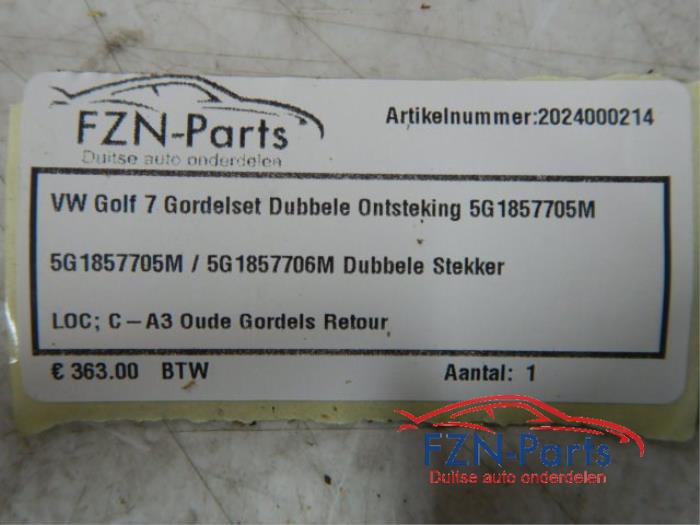 FZN-Parts
Duitse auto onderdelen
Artikelnummer:2024000214
VW Golf 7 Gordelset Dubbele Ontsteking 5G1857705M
5G1857705M / 5G1857706M Dubbele Stekker
LOC; C-A3 Oude Gordels Retour
€ 363.00 BTW
Aantal: 1
FZN-Parts
Duitse auto onderdelen